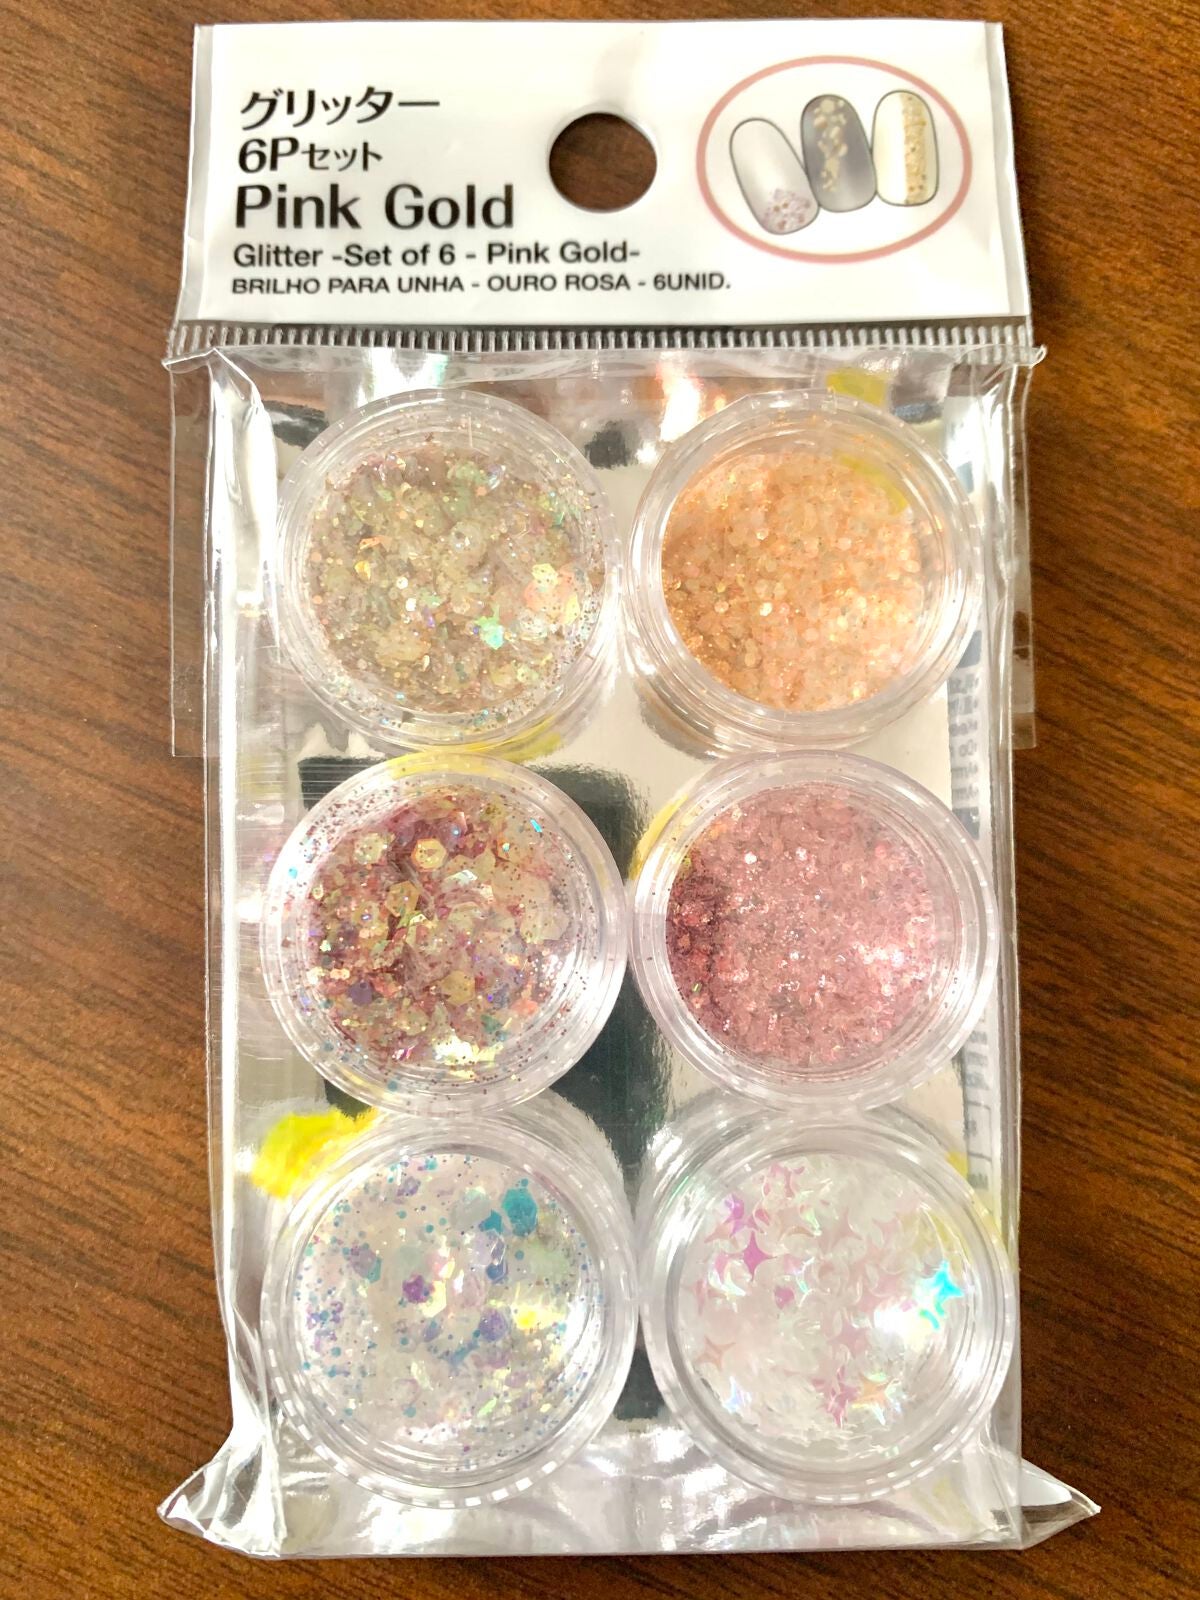 グリッター
6Pセット
Pink Gold
Glitter -Set of 6 - Pink Gold-
BRILHO PARA UNHA - OURO ROSA - 6UNID.